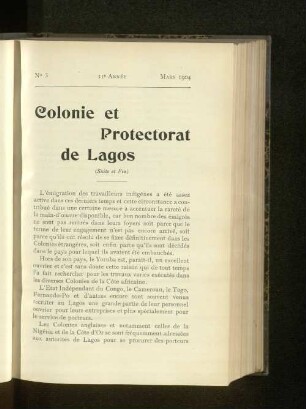 11e Année
Mars 1904
Colonie et
Protectorat
de Lagos
(Suite et Fin)
L'émigration des travailleurs indigènes a été assez
active dans ces derniers temps et cette circonstance a con-
tribué dans une certaine mesure à accentuer la rareté de
la main-d'œuvre disponible, car bon nombre des émigrés
ne sont pas encore dans leurs foyers soit parce que le
terme de leur engagement n'est pas encore arrivé, soit
parce qu'ils ont résolu de se fixer définitivement dans les
Colonies étrangères, soit enfin parce qu'ils sont décédés
dans le pays pour lequel ils avaient été embauchés.
Hors de son pays, le Yoruba est, paraît-il, un excellent
ouvrier et c'est sans doute cette raison qui de tout temps
l'a fait rechercher pour les travaux variés exécutés dans
les diverses Colonies de la Côte africaine.
L'Etat Indépendant du Congo, le Cameroun, le Togo,
Fernando-Po et d'autres encore sont souvent venus
recruter au Lagos une grande partie de leur personnel
ouvrier pour leurs entreprises et plus spécialement pour
le service de porteurs.
Les Colonies anglaises et notamment celles de la
Nigéria et de la Côte d'Or se sont fréquemment adressées
aux autorités de Lagos pour se procurer des porteurs